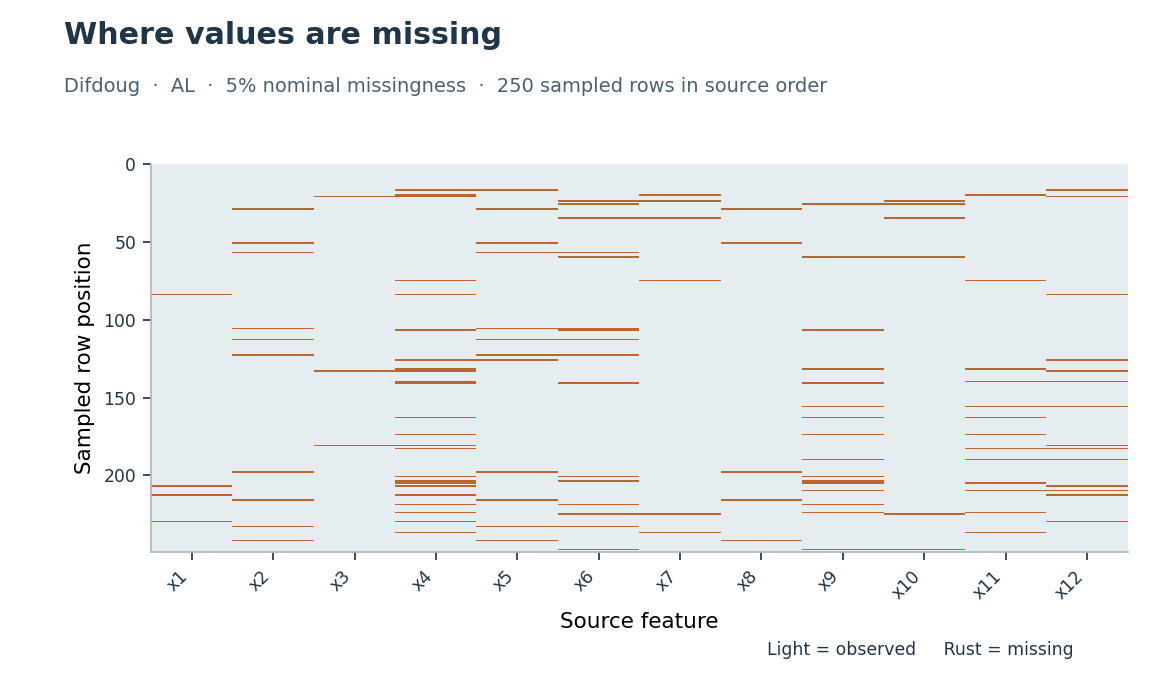 Where values are missing
Difdoug · AL · 5% nominal missingness · 250 sampled rows in source order
0
50
100
150
200
Sampled row position
x1 x2 x3 x4 x5 x6 x7 x8 x9 x10 x11 x12
Source feature
Light = observed Rust = missing